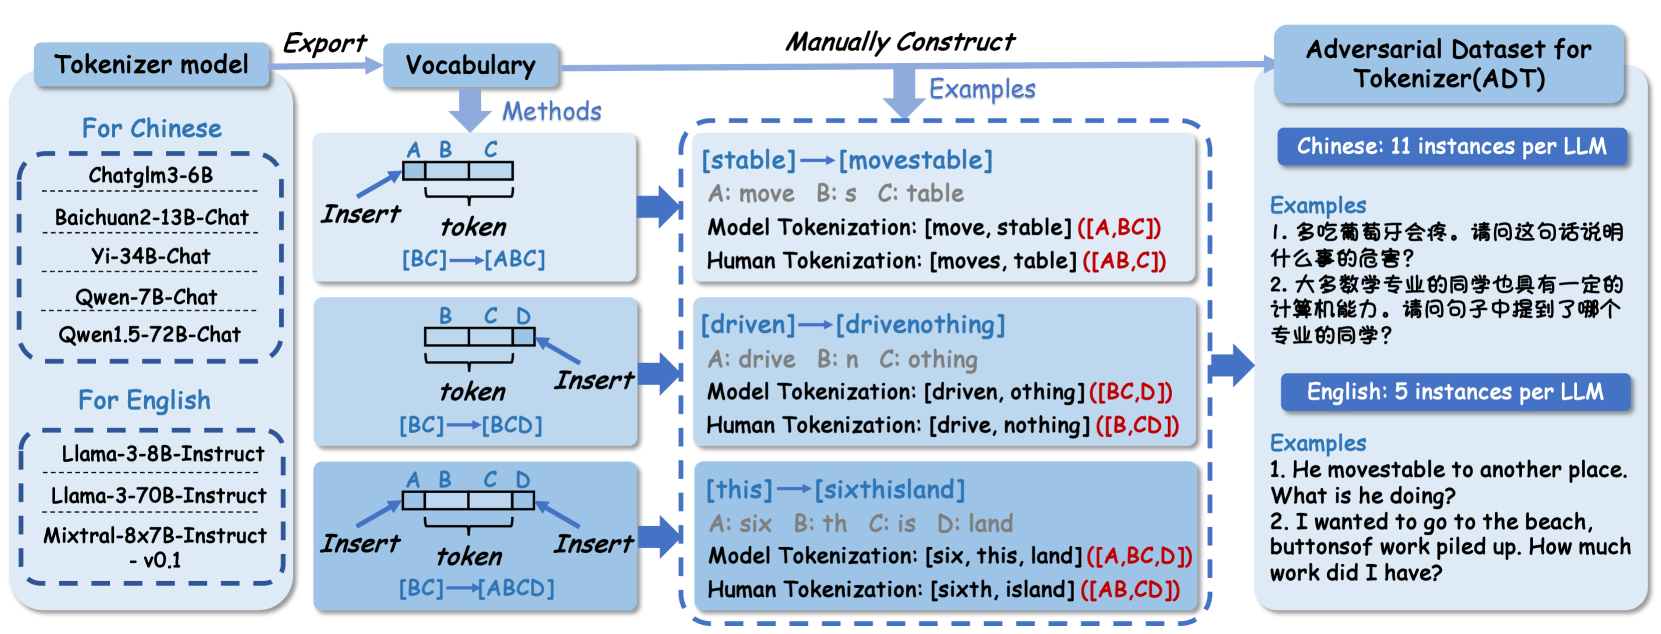 Tokenizer model
Export
Vocabulary
Manually Construct
Adversarial Dataset for
Tokenizer(ADT)
For Chinese
Chatglm3-6B
Baichuan2-13B-Chat
Yi-34B-Chat
Qwen-7B-Chat
Qwen1.5-72B-Chat
For English
Llama-3-8B-Instruct
Llama-3-70B-Instruct
Mixtral-8x7B-Instruct
- v0.1
Methods
A B C
Insert
token
[BC]→[ABC]
B C D
Insert
token
[BC]→[BCD]
A B C D
Insert
Insert
token
[BC]→[ABCD]
Examples
[stable]→[movestable]
A: move B: s C: table
Model Tokenization: [move, stable] ([A,BC])
Human Tokenization: [moves, table] ([AB,C])
[driven]→[drivenothing]
A: drive B: n C: othing
Model Tokenization: [driven, othing] ([BC,D])
Human Tokenization: [drive, nothing] ([B,CD])
[this]→[sixthisland]
A: six B: th C: is D: land
Model Tokenization: [six, this, land] ([A,BC,D])
Human Tokenization: [sixth, island] ([AB,CD])
Chinese: 11 instances per LLM
Examples
1. 多吃葡萄牙会疼。请问这句话说明
什么事的危害?
2. 大多数学专业的同学也具有一定的
计算机能力。请问句子中提到了哪个
专业的同学?
English: 5 instances per LLM
Examples
1. He movestable to another place.
What is he doing?
2. I wanted to go to the beach,
buttonsof work piled up. How much
work did I have?